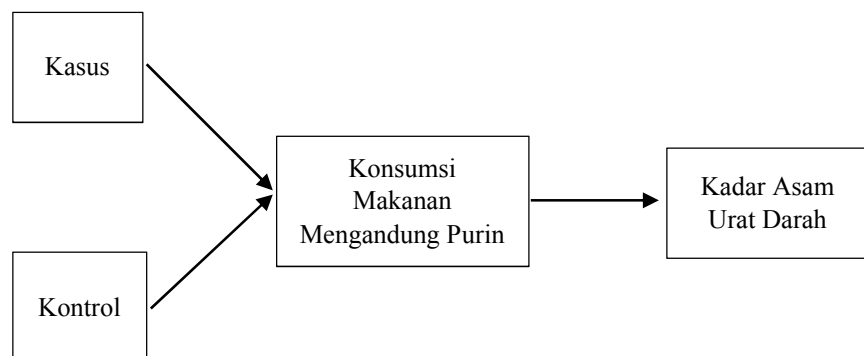 Kasus
Konsumsi
Makanan
Mengandung Purin
Kadar Asam
Urat Darah
Kontrol